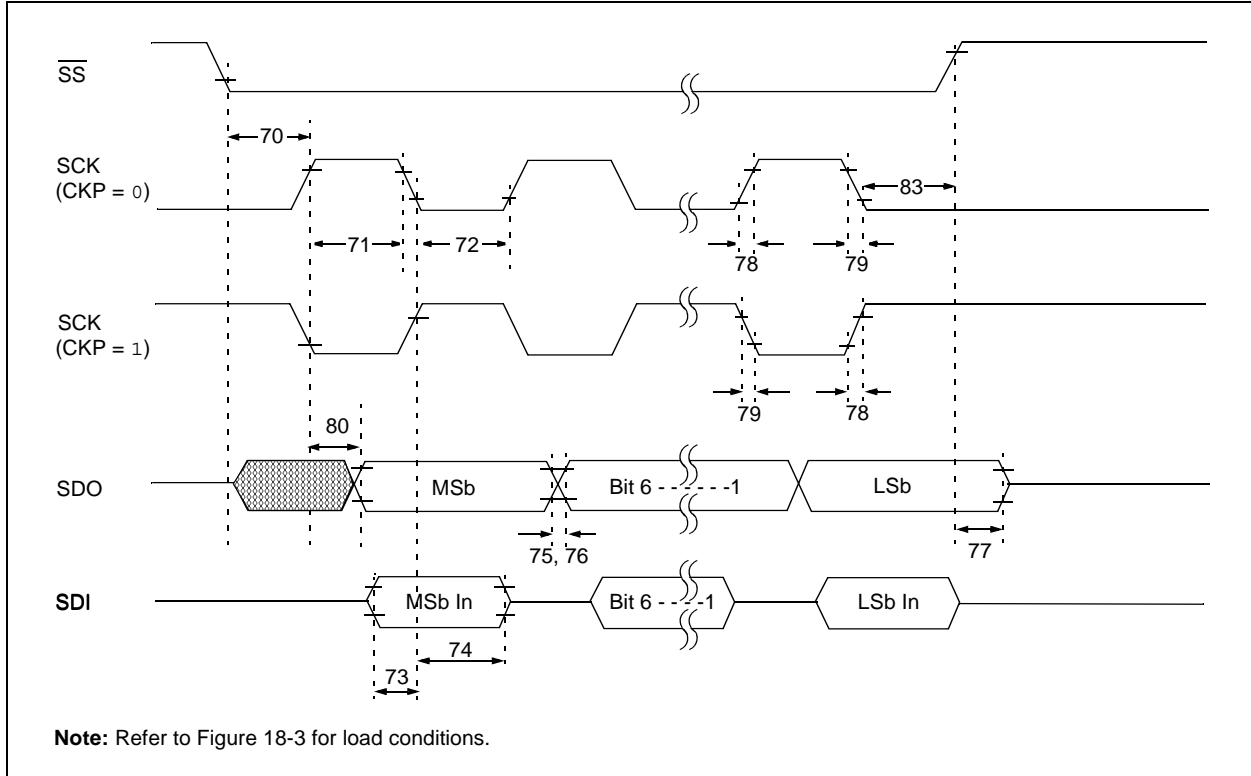 SS
70
SCK
(CKP = 0)
83
71
72
78
79
SCK
(CKP = 1)
79
78
80
SDO
MSb
Bit 6 - - - - - -1
LSb
75, 76
77
SDI
MSb In
Bit 6 - - - -1
LSb In
74
73
Note: Refer to Figure 18-3 for load conditions.